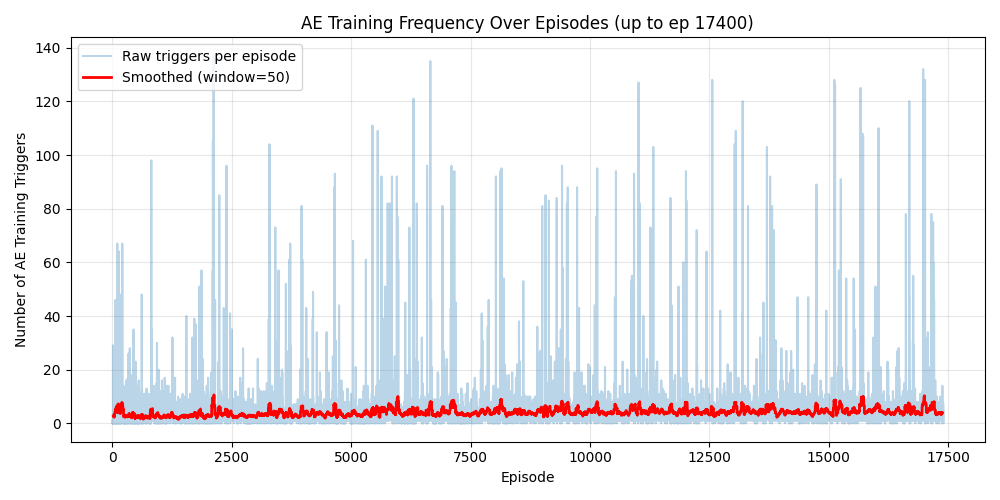 AE Training Frequency Over Episodes (up to ep 17400)
Raw triggers per episode
Smoothed (window=50)
Number of AE Training Triggers
140
120
100
80
60
40
20
0
0 2500 5000 7500 10000 12500 15000 17500
Episode